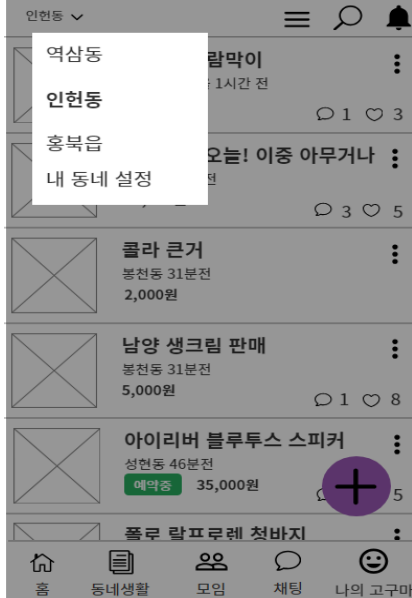 인헌동
역삼동
인헌동
홍북읍
내 동네 설정
람막이
1시간 전
1 3
오늘! 이중 아무거나
전
3 5
콜라 큰거
봉천동 31분전
2,000원
남양 생크림 판매
봉천동 31분전
5,000원
1 8
아이리버 블루투스 스피커
성현동 46분전
예약중 35,000원
5
폴로 랄프로렌 청바지
홈 동네생활 모임 채팅 나의 고구마